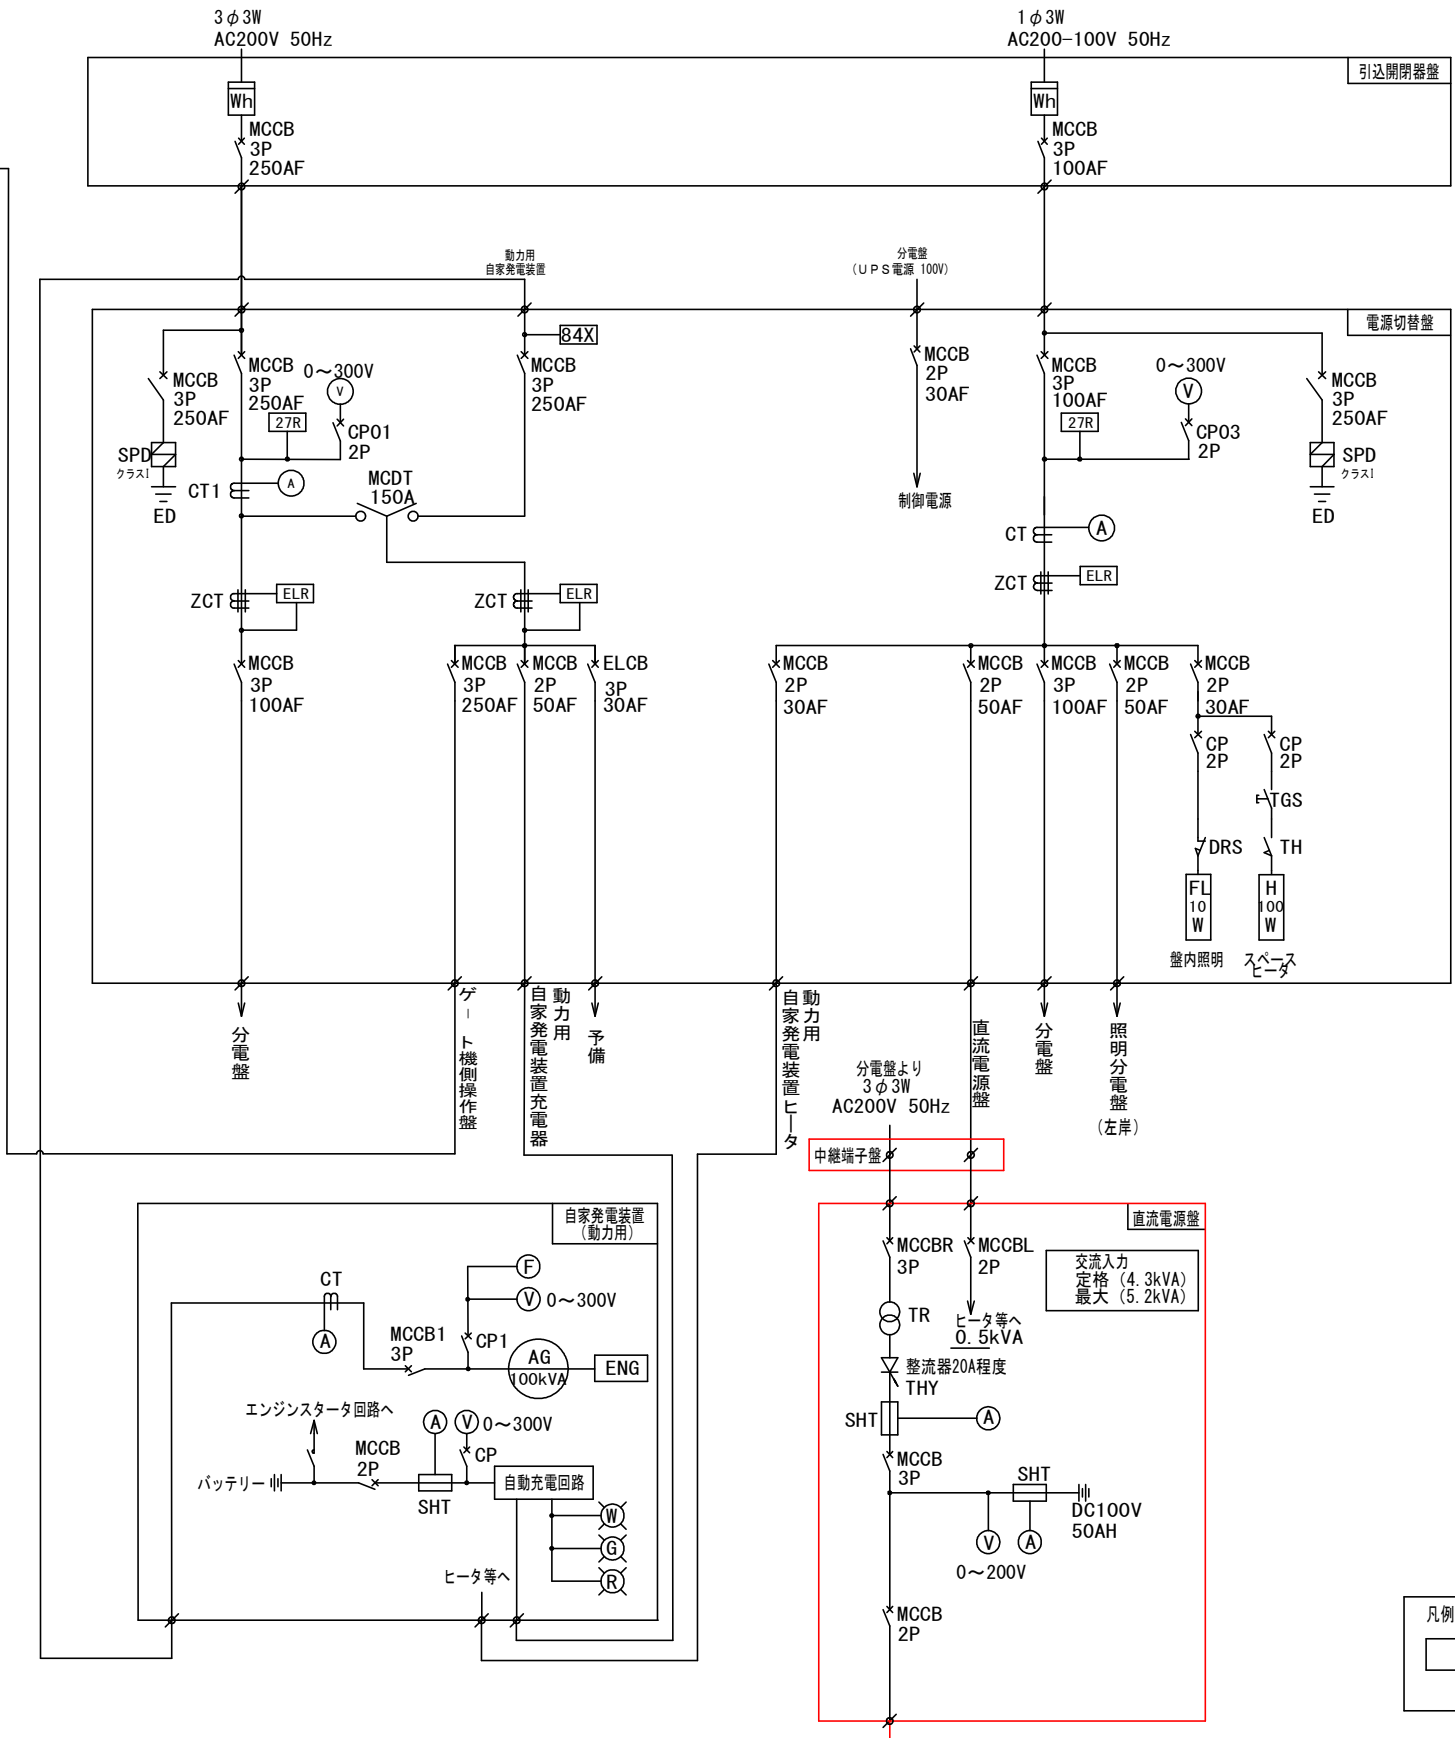 3φ3W
AC200V 50Hz
1φ3W
AC200-100V 50Hz
引込開閉器盤
Wh
MCCB
3P
250AF
Wh
MCCB
3P
100AF
動力用
自家発電装置
分電盤
(UPS電源 100V)
電源切替盤
84X
MCCB
3P
250AF
MCCB
3P
250AF
0～300V
V
27R
CP01
2P
MCCB
3P
250AF
MCCB
2P
30AF
MCCB
3P
100AF
0～300V
V
27R
CP03
2P
MCCB
3P
250AF
SPD
クラスⅠ
ED
CT1
A
MCDT
150A
制御電源
SPD
クラスⅠ
ED
CT
A
ZCT
ELR
ZCT
ELR
ZCT
ELR
MCCB
3P
100AF
MCCB
3P
250AF
MCCB
2P
50AF
ELCB
3P
30AF
MCCB
2P
30AF
MCCB
2P
50AF
MCCB
3P
100AF
MCCB
2P
50AF
MCCB
2P
30AF
CP
2P
CP
2P
TGS
DRS
TH
FL
10
W
H
100
W
盤内照明
スペース
ヒータ
分電盤
ゲート機側操作盤
動力用
自家発電装置充電器
予備
動力用
自家発電装置ヒータ
直流電源盤
分電盤
照明分電盤
(左岸)
分電盤より
3φ3W
AC200V 50Hz
中継端子盤
自家発電装置
(動力用)
CT
A
F
V
0～300V
MCCB1
3P
CP1
AG
100kVA
ENG
エンジンスタータ回路へ
バッテリー
MCCB
2P
A
V
0～300V
CP
SHT
自動充電回路
W
G
R
ヒータ等へ
直流電源盤
MCCBR
3P
MCCBL
2P
交流入力
定格 (4.3kVA)
最大 (5.2kVA)
TR
ヒータ等へ
0.5kVA
整流器20A程度
THY
SHT
A
MCCB
3P
SHT
DC100V
50AH
V
A
0～200V
MCCB
2P
凡例